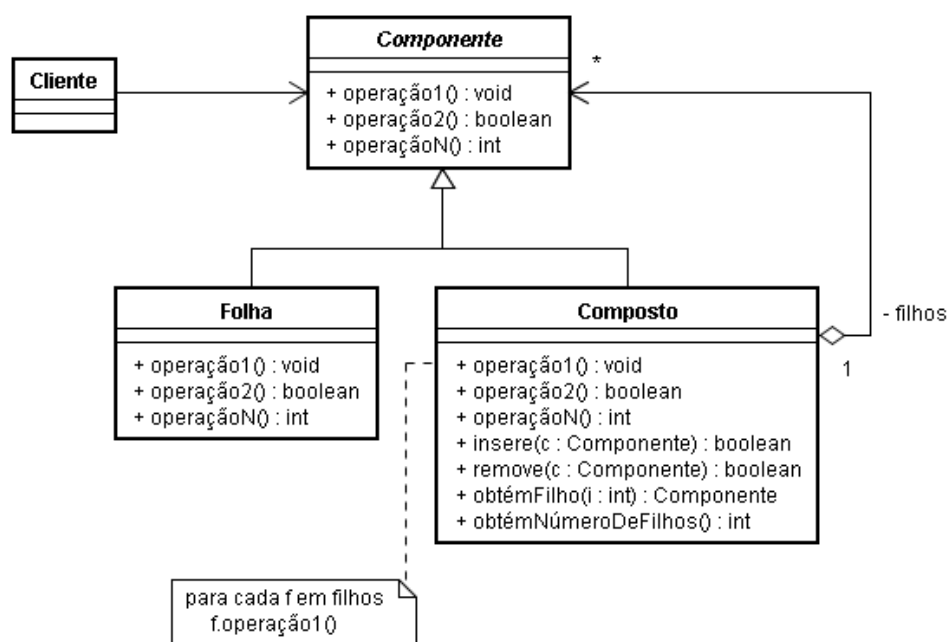 Componente
*
Cliente
+ operação1() : void
+ operação2() : boolean
+ operaçãoN() : int
Folha
+ operação1() : void
+ operação2() : boolean
+ operaçãoN() : int
Composto
- filhos
1
+ operação1() : void
+ operação2() : boolean
+ operaçãoN() : int
+ insere(c : Componente) : boolean
+ remove(c : Componente) : boolean
+ obtémFilho(i : int) : Componente
+ obtémNúmeroDeFilhos() : int
para cada f em filhos
f.operação1()